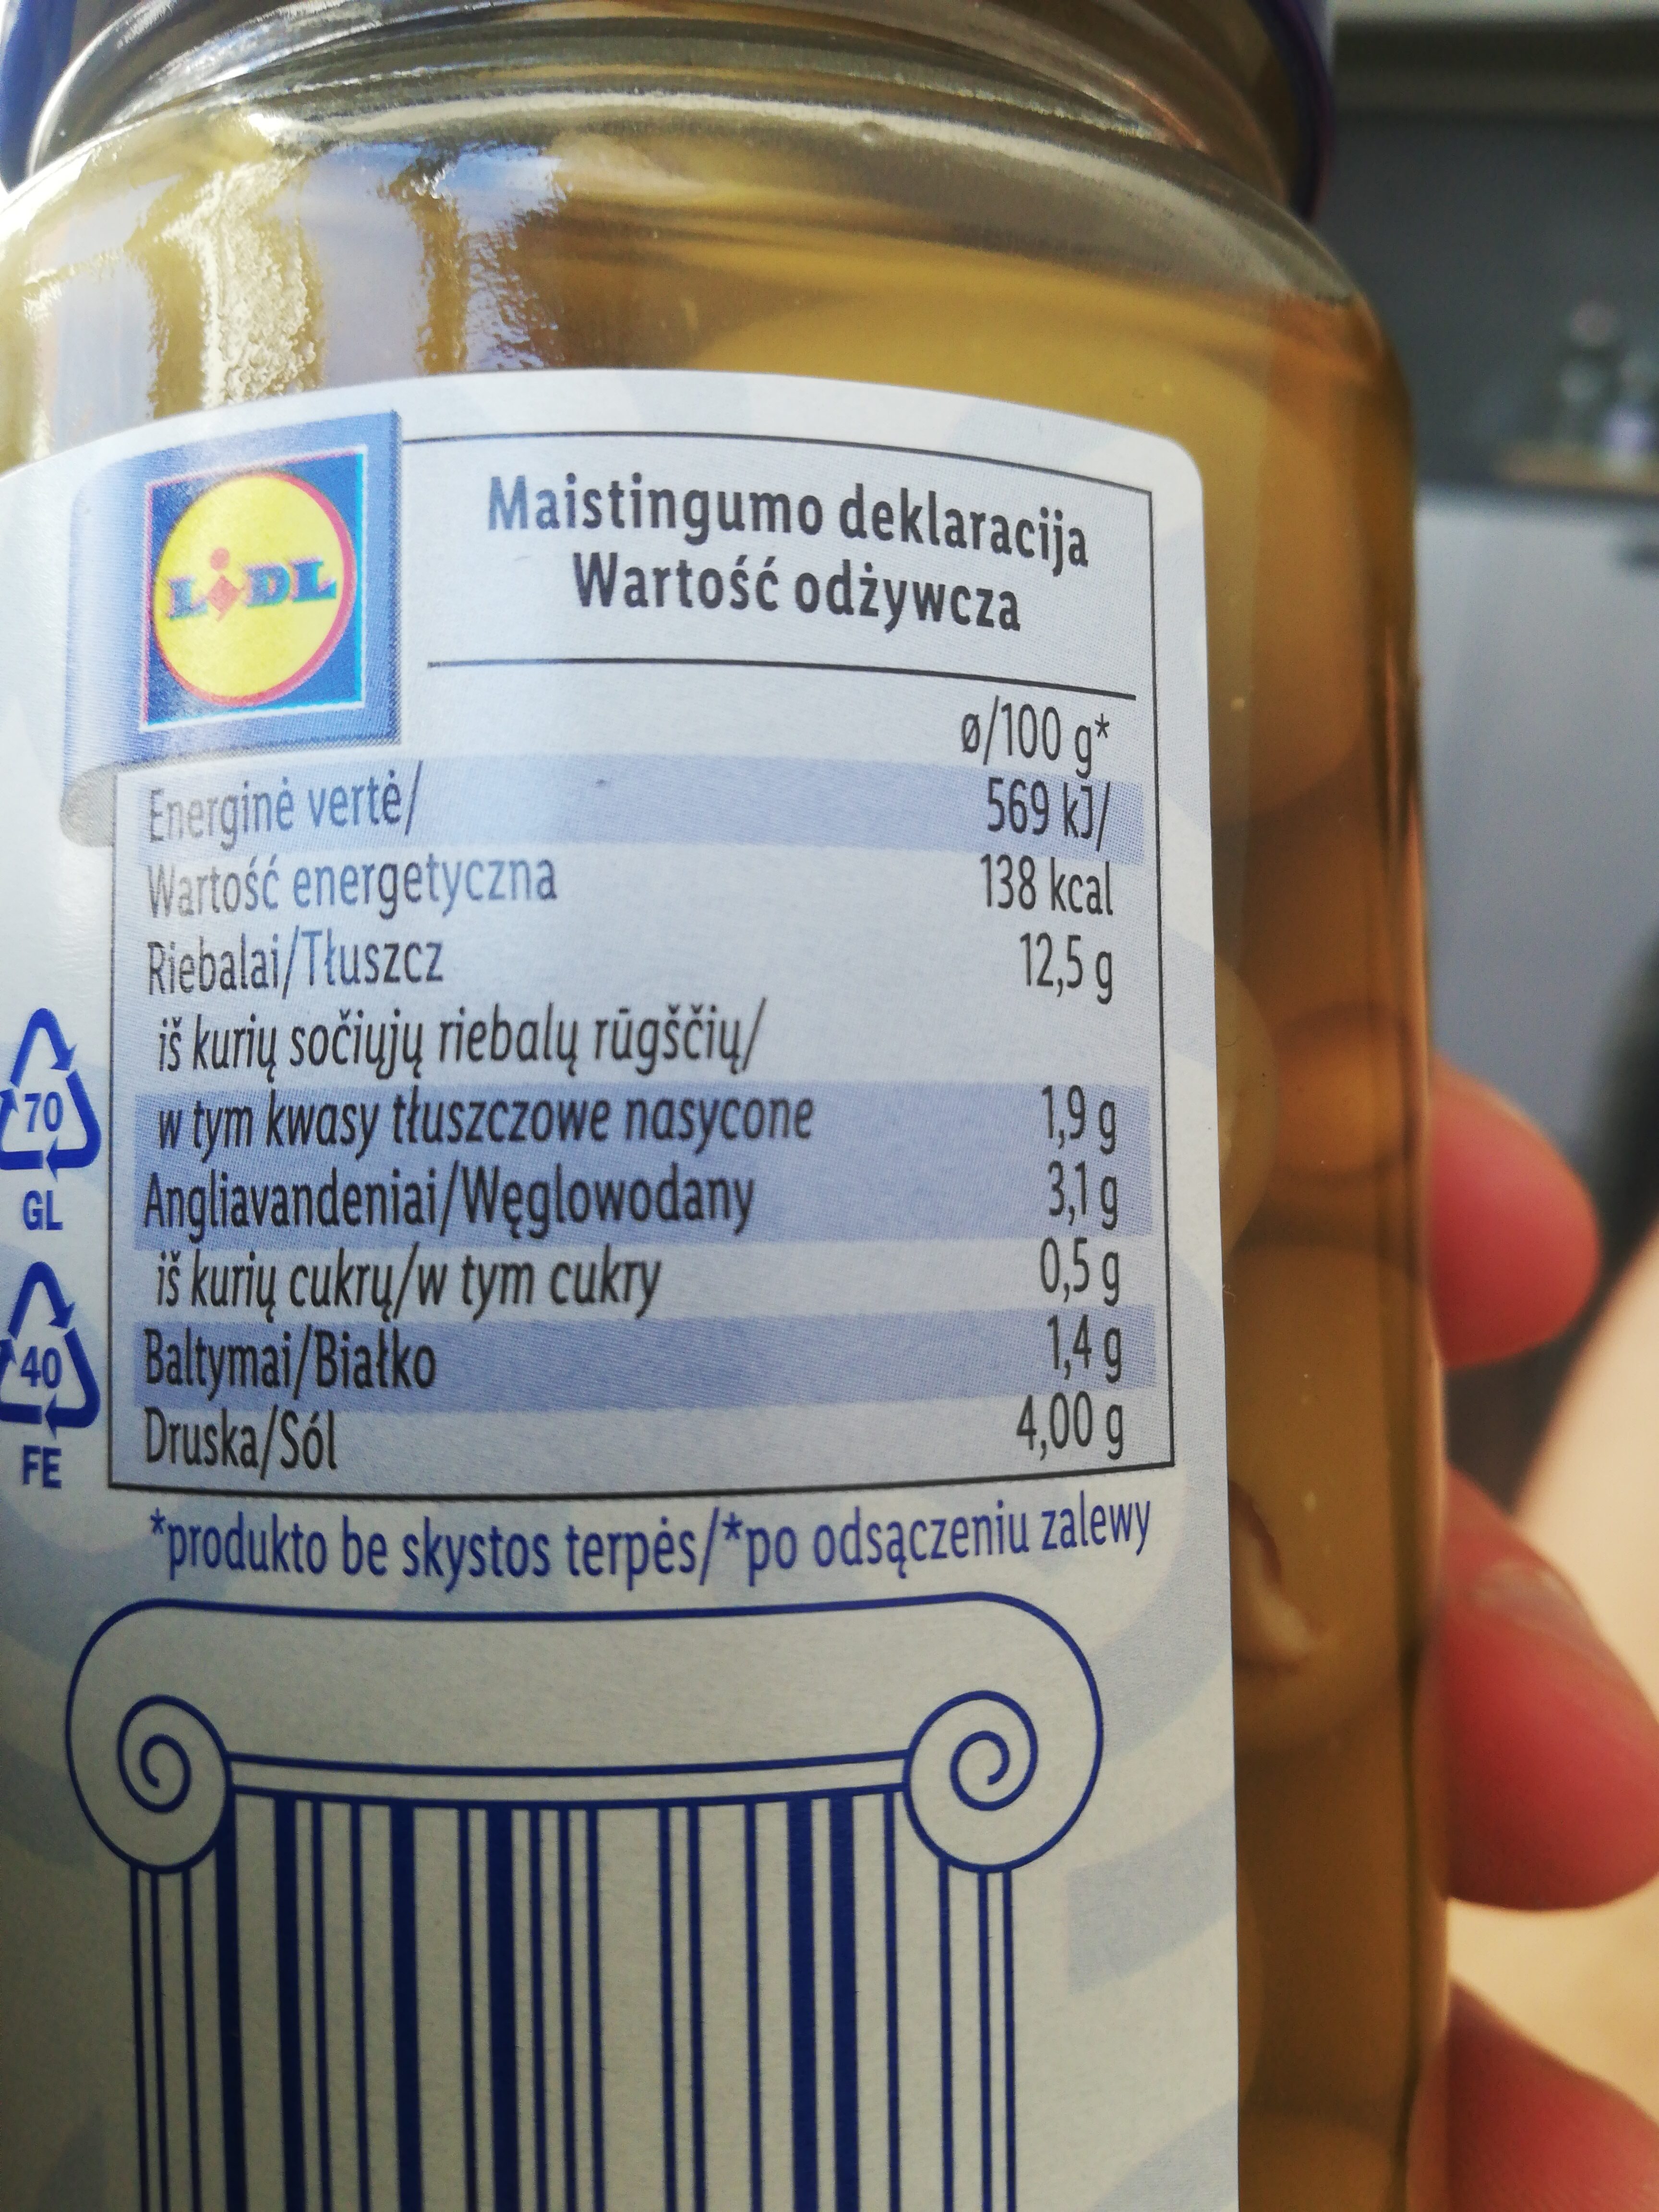 LIDL
Maistingumo deklaracija
Wartość odżywcza
ø/100 g*
Energinė vertė/ 569 kJ/
Wartość energetyczna 138 kcal
Riebalai/Tłuszcz 12,5 g
iš kurių sočiųjų riebalų rūgščių/
w tym kwasy tłuszczowe nasycone 1,9 g
Angliavandeniai/Węglowodany 3,1 g
iš kurių cukrų/w tym cukry 0,5 g
Baltymai/Białko 1,4 g
Druska/Sól 4,00 g
*produkto be skystos terpės/*po odsączeniu zalewy
70
GL
40
FE